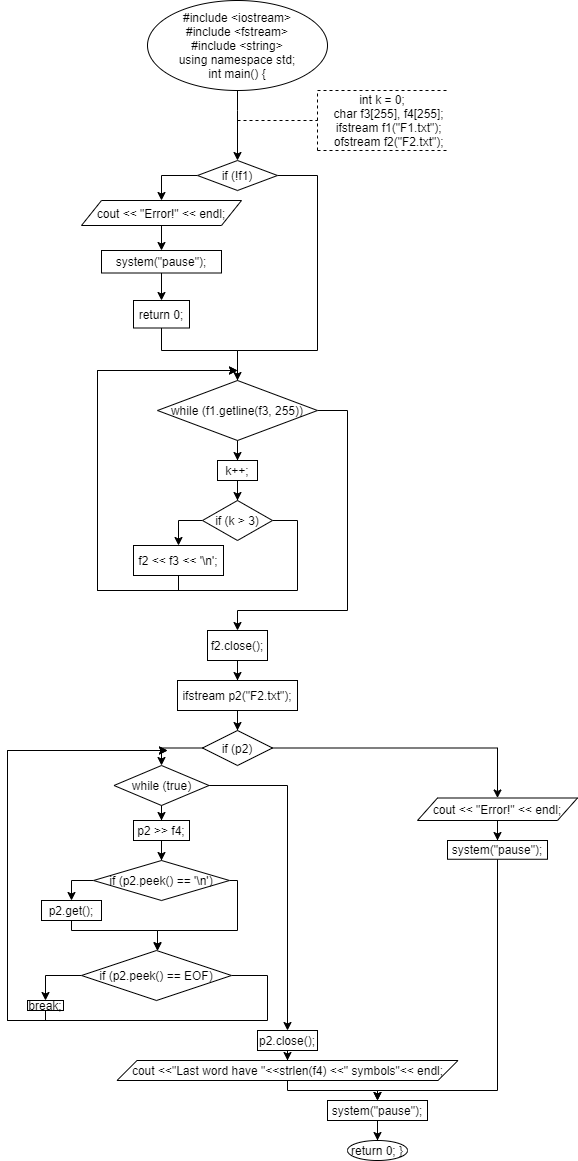 #include <iostream>
#include <fstream>
#include <string>
using namespace std;
int main() {
int k = 0;
char f3[255], f4[255];
ifstream f1("F1.txt");
ofstream f2("F2.txt");
if (!f1)
cout << "Error!" << endl;
system("pause");
return 0;
while (f1.getline(f3, 255))
k++;
if (k > 3)
f2 << f3 << '\n';
f2.close();
ifstream p2("F2.txt");
if (p2)
while (true)
cout << "Error!" << endl;
p2 >> f4;
system("pause");
if (p2.peek() == '\n')
p2.get();
if (p2.peek() == EOF)
break;
p2.close();
cout <<"Last word have "<<strlen(f4) <<" symbols"<< endl;
system("pause");
return 0; }